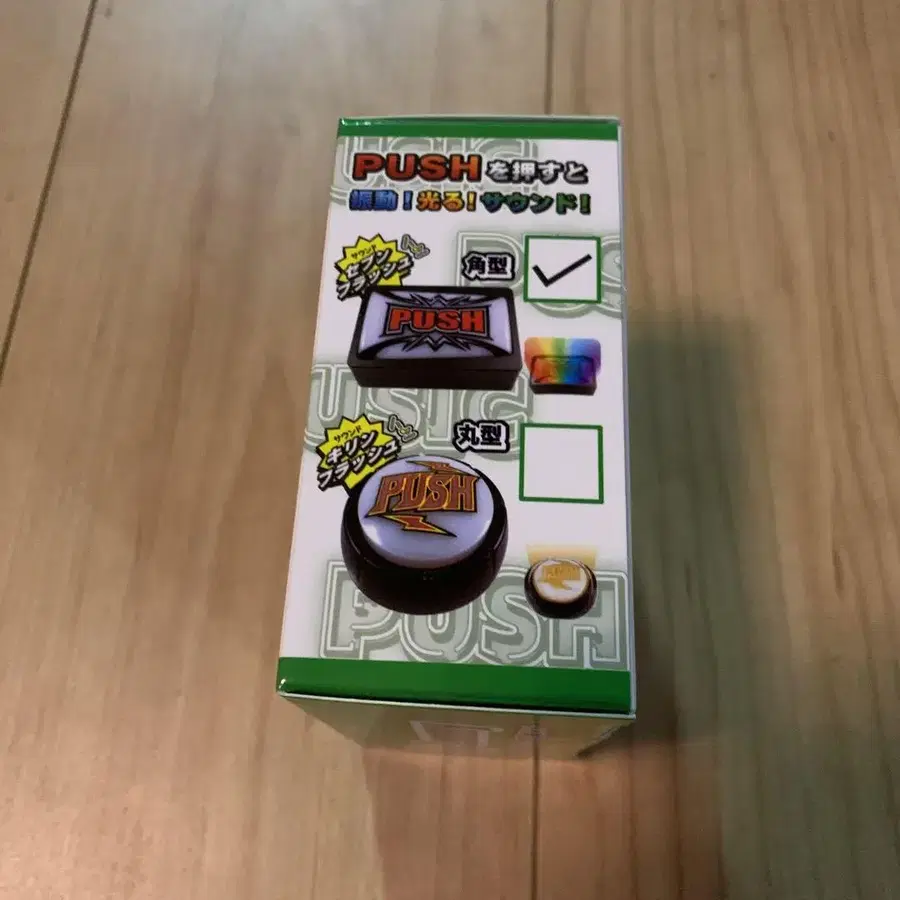 PUSHを押すと
振動！光る！サウンド！
サウンド
セブン
フラッシュ
角型
PUSH
サウンド
キリン
フラッシュ
丸型
PUSH
USIC
PUSH